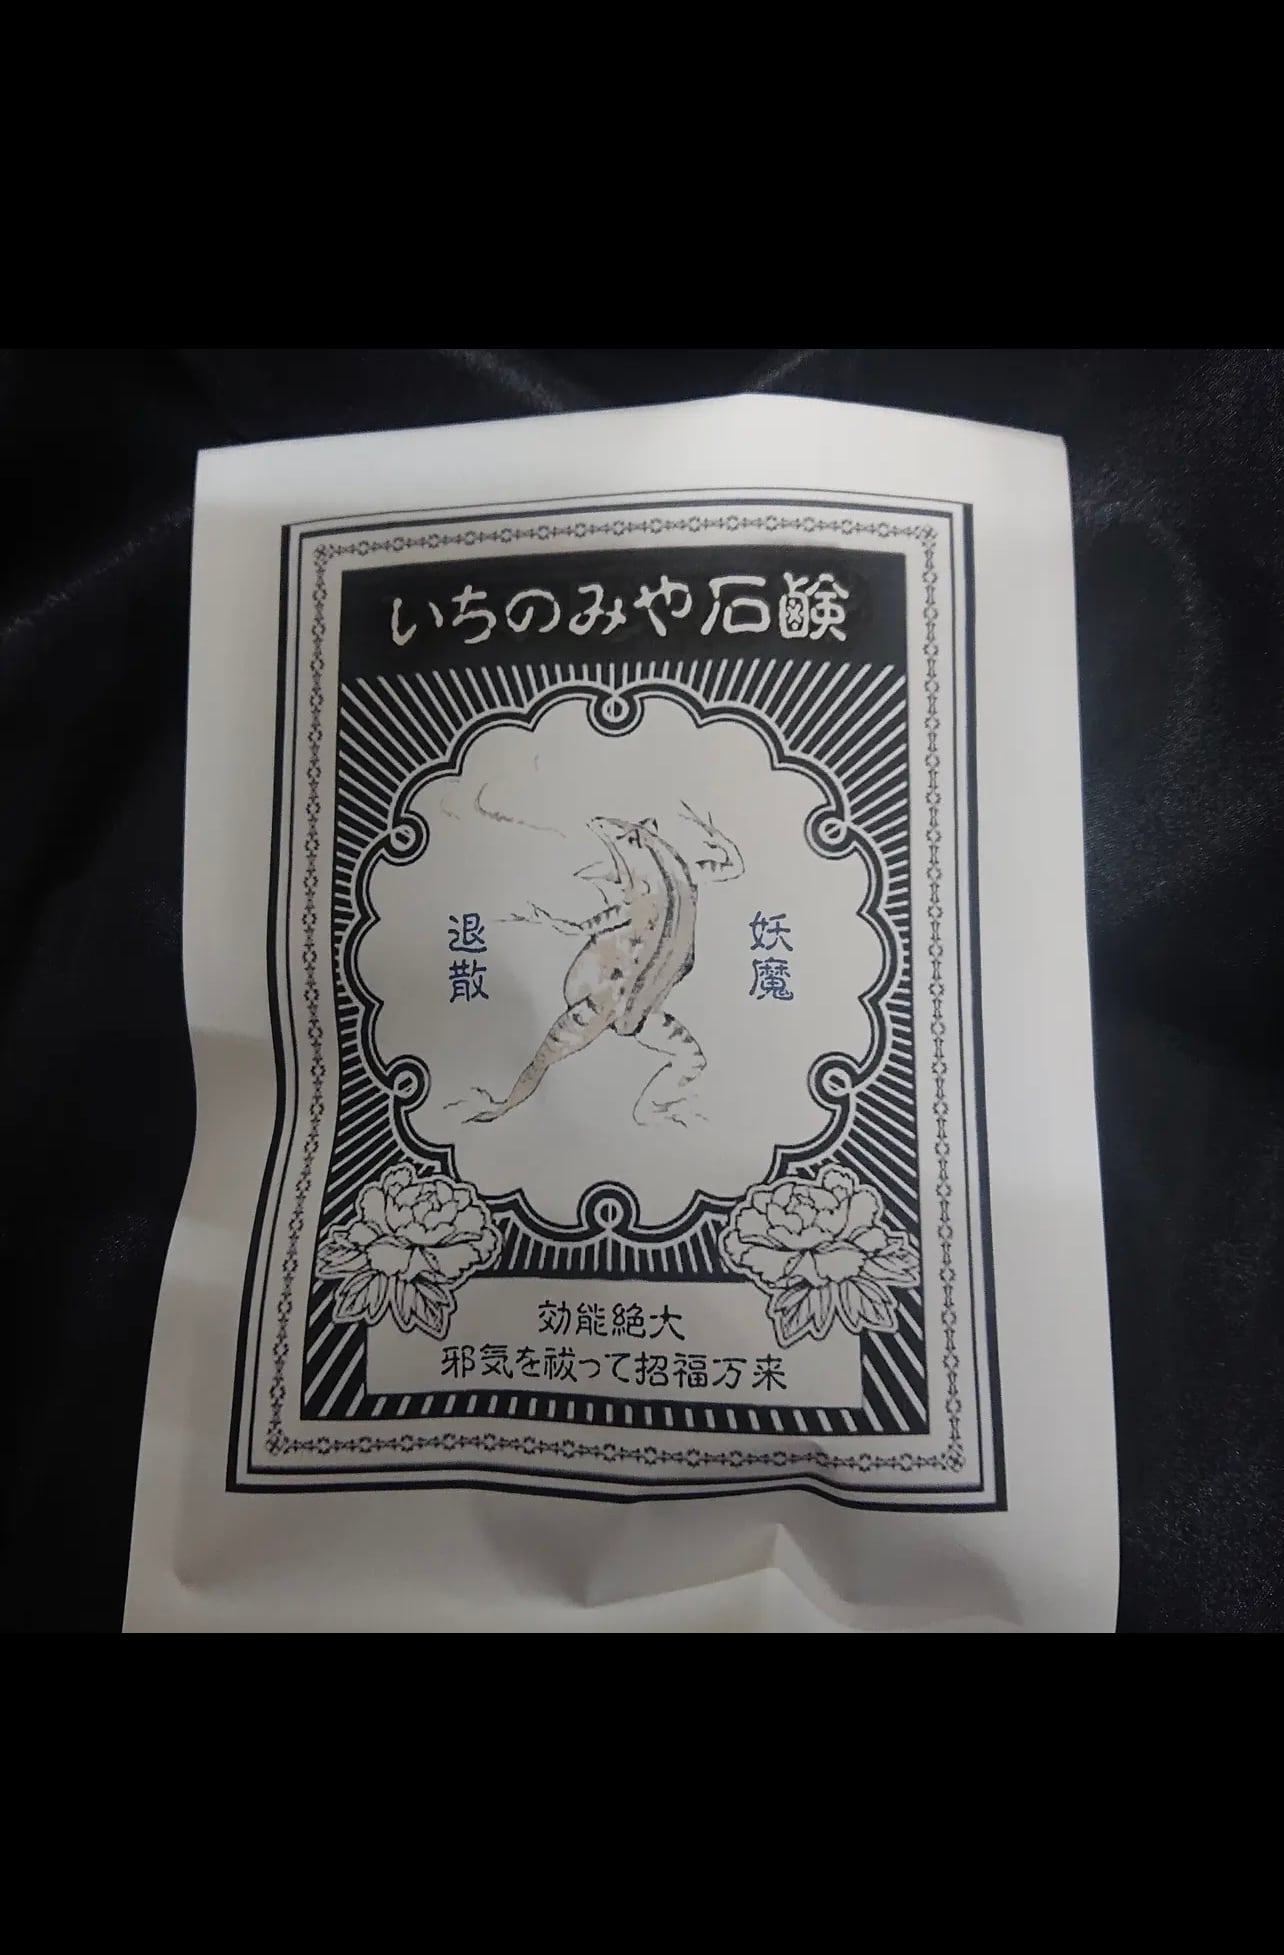 いちのみや石鹸
妖魔
退散
効能絶大
邪気を祓って招福万来